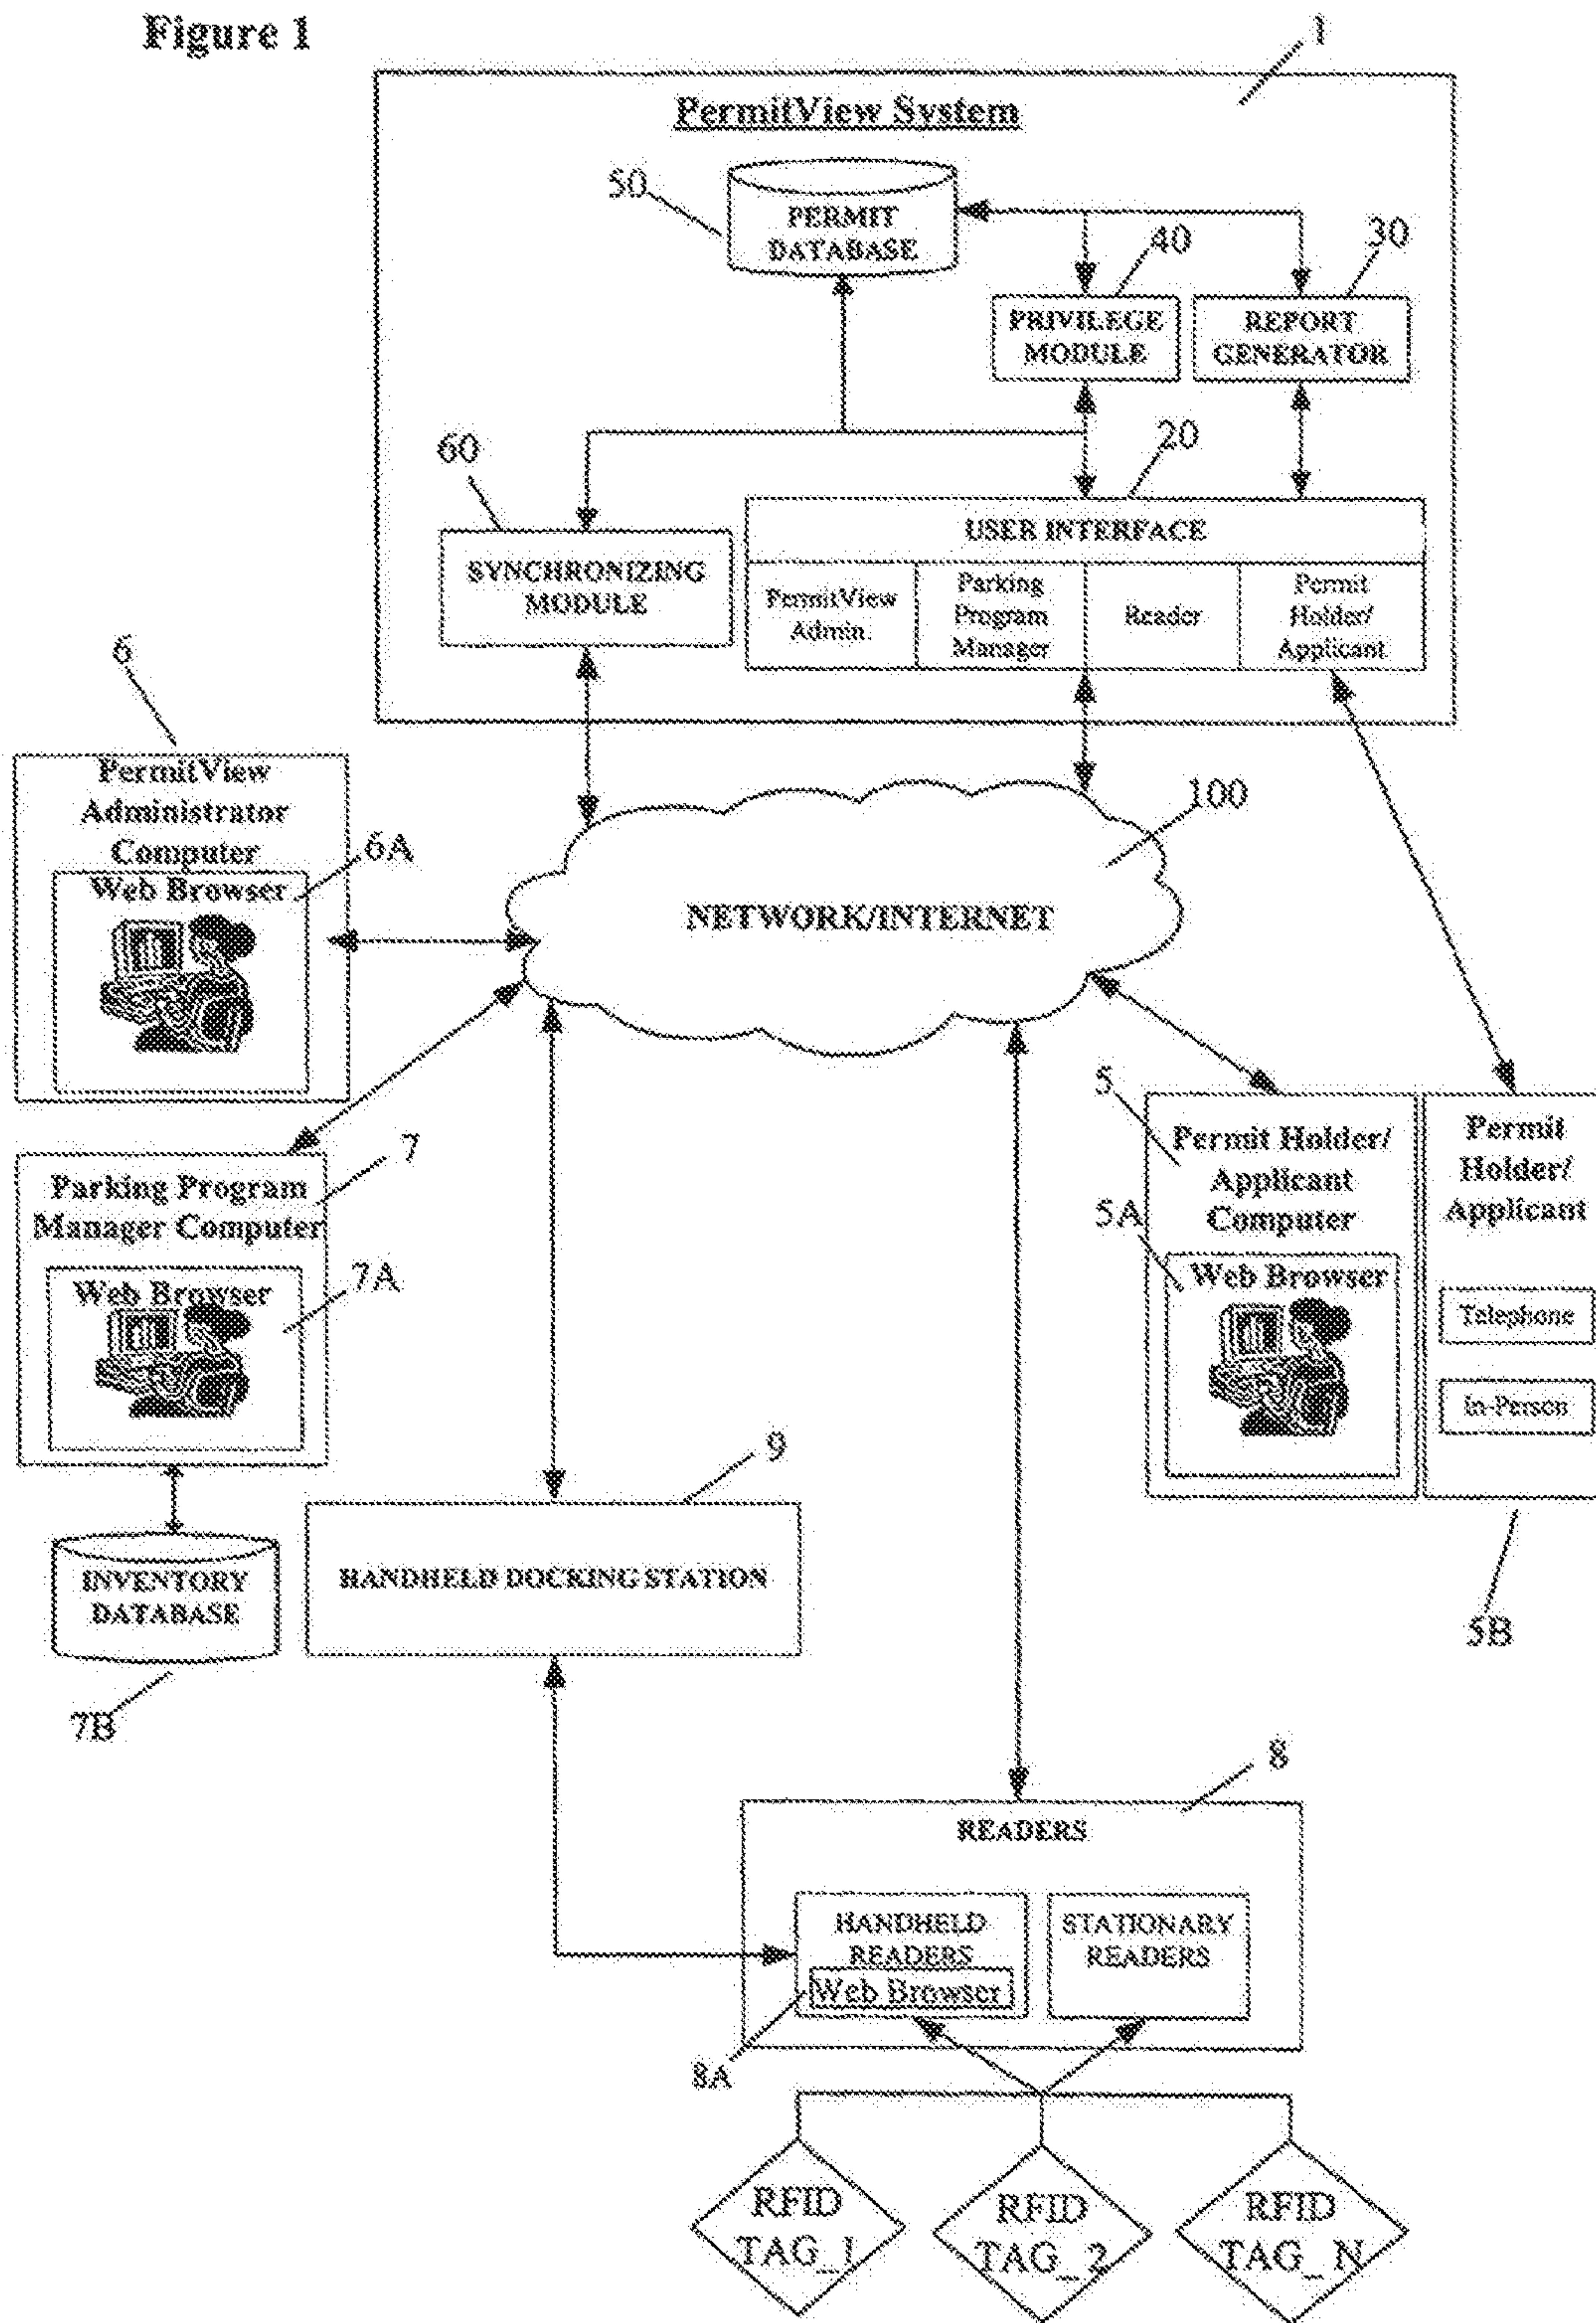 Figure 1
1
PermitView System
50
PERMIT
DATABASE
40
30
PRIVILEGE
MODULE
REPORT
GENERATOR
60
20
USER INTERFACE
SYNCHRONIZING
MODULE
PermitView
Admin.
Parking
Program
Manager
Reader
Permit
Holder/
Applicant
6
PermitView
Administrator
Computer
6A
Web Browser
100
NETWORK/INTERNET
7
Parking Program
Manager Computer
7A
Web Browser
5
Permit Holder/
Applicant
Computer
5A
Web Browser
Permit
Holder/
Applicant
Telephone
In-Person
5B
9
HANDHELD DOCKING STATION
INVENTORY
DATABASE
7B
8
READERS
HANDHELD
READERS
Web Browser
STATIONARY
READERS
8A
RFID
TAG_1
RFID
TAG_ 2
RFID
TAG_ N